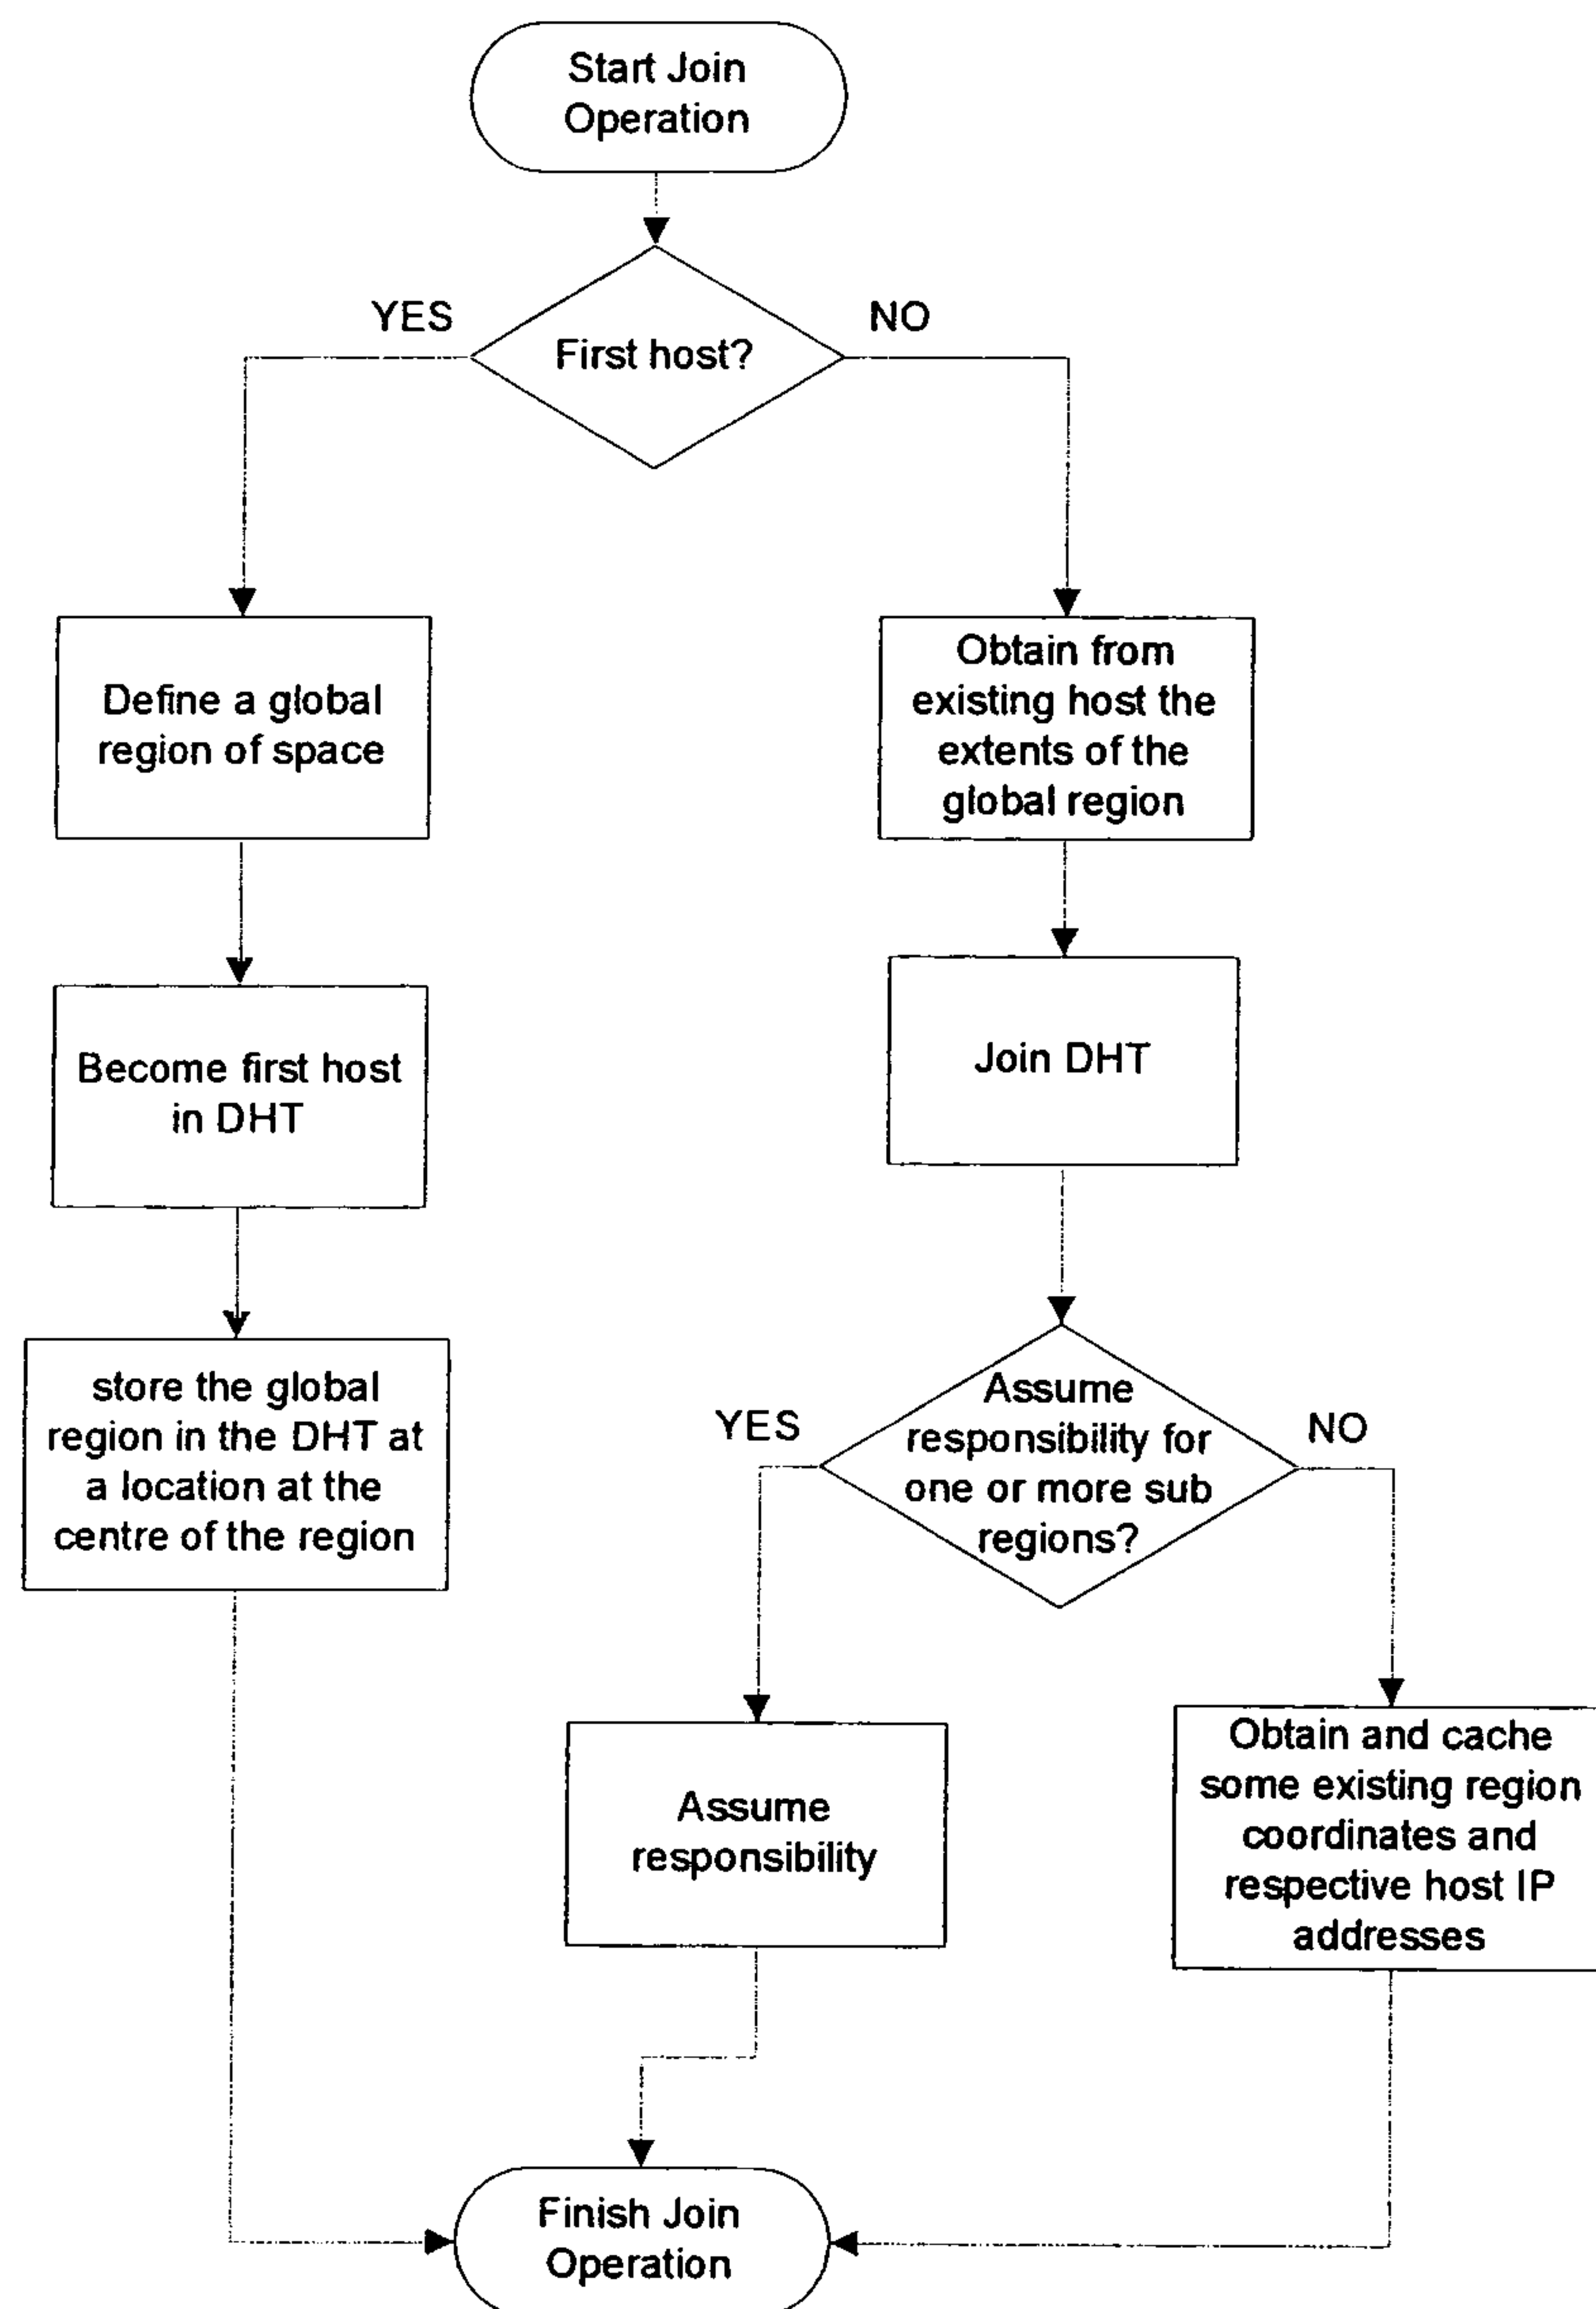 Start Join
Operation
YES
NO
First host?
Define a global
region of space
Obtain from
existing host the
extents of the
global region
Become first host
in DHT
Join DHT
store the global
region in the DHT at
a location at the
centre of the region
YES
NO
Assume
responsibility for
one or more sub
regions?
Assume
responsibility
Obtain and cache
some existing region
coordinates and
respective host IP
addresses
Finish Join
Operation